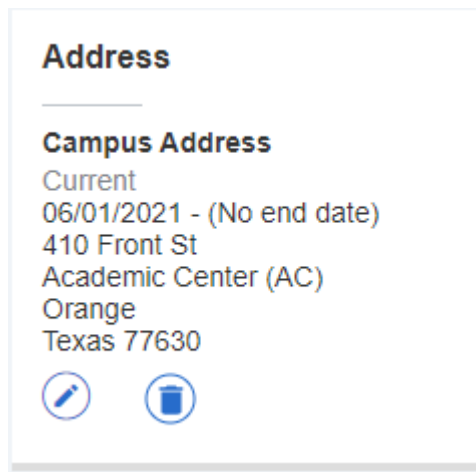 Address
Campus Address
Current
06/01/2021 - (No end date)
410 Front St
Academic Center (AC)
Orange
Texas 77630